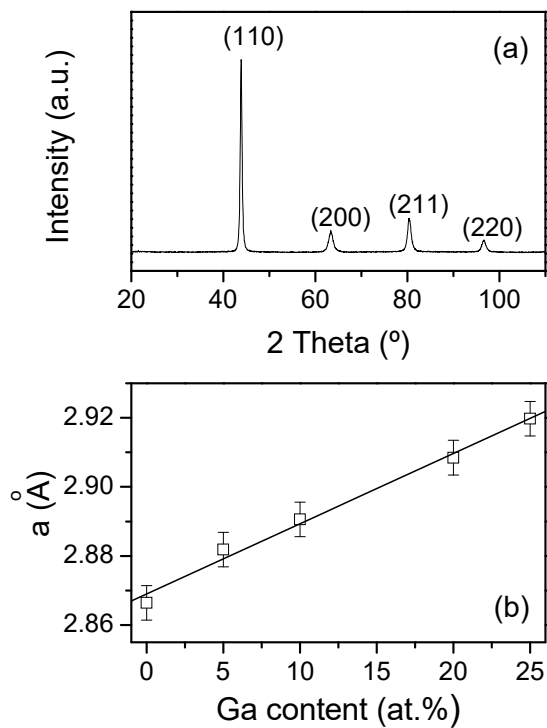 (110)
(a)
(200)
(211)
(220)
Intensity (a.u.)
20 40 60 80 100
2 Theta (º)
2.92
2.90
2.88
2.86
a (Å)
(b)
0 5 10 15 20 25
Ga content (at.%)